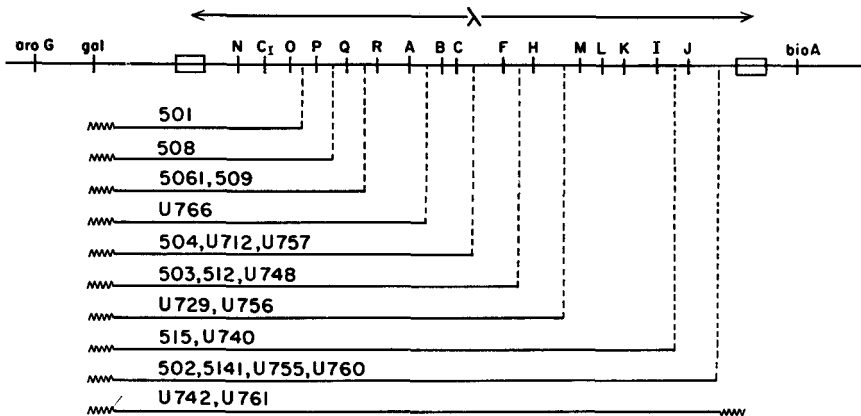 λ
aro G gal N CI O P Q R A B C F H M L K I J bioA
501
508
5061,509
U766
504,U712,U757
503,512,U748
U729,U756
515,U740
502,5141,U755,U760
U742,U761